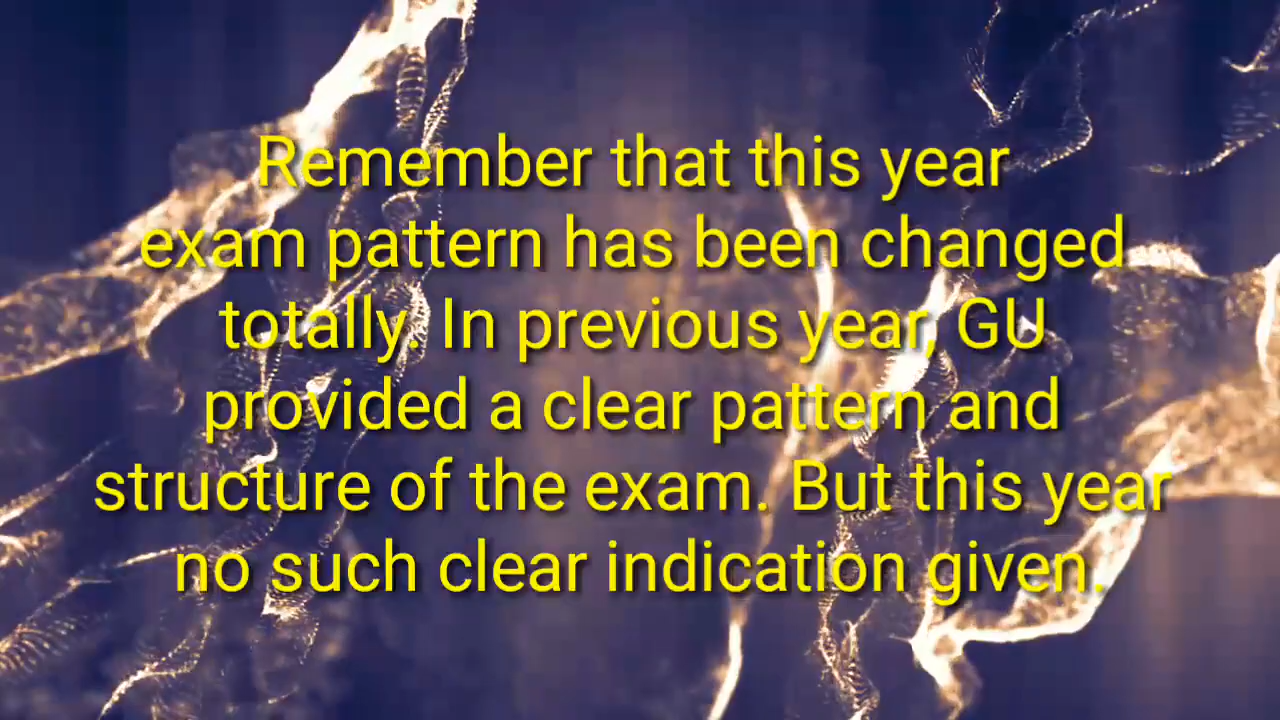 Remember that this year
exam pattern has been changed
totally. In previous year, GU
provided a clear pattern and
structure of the exam. But this year
no such clear indication given.